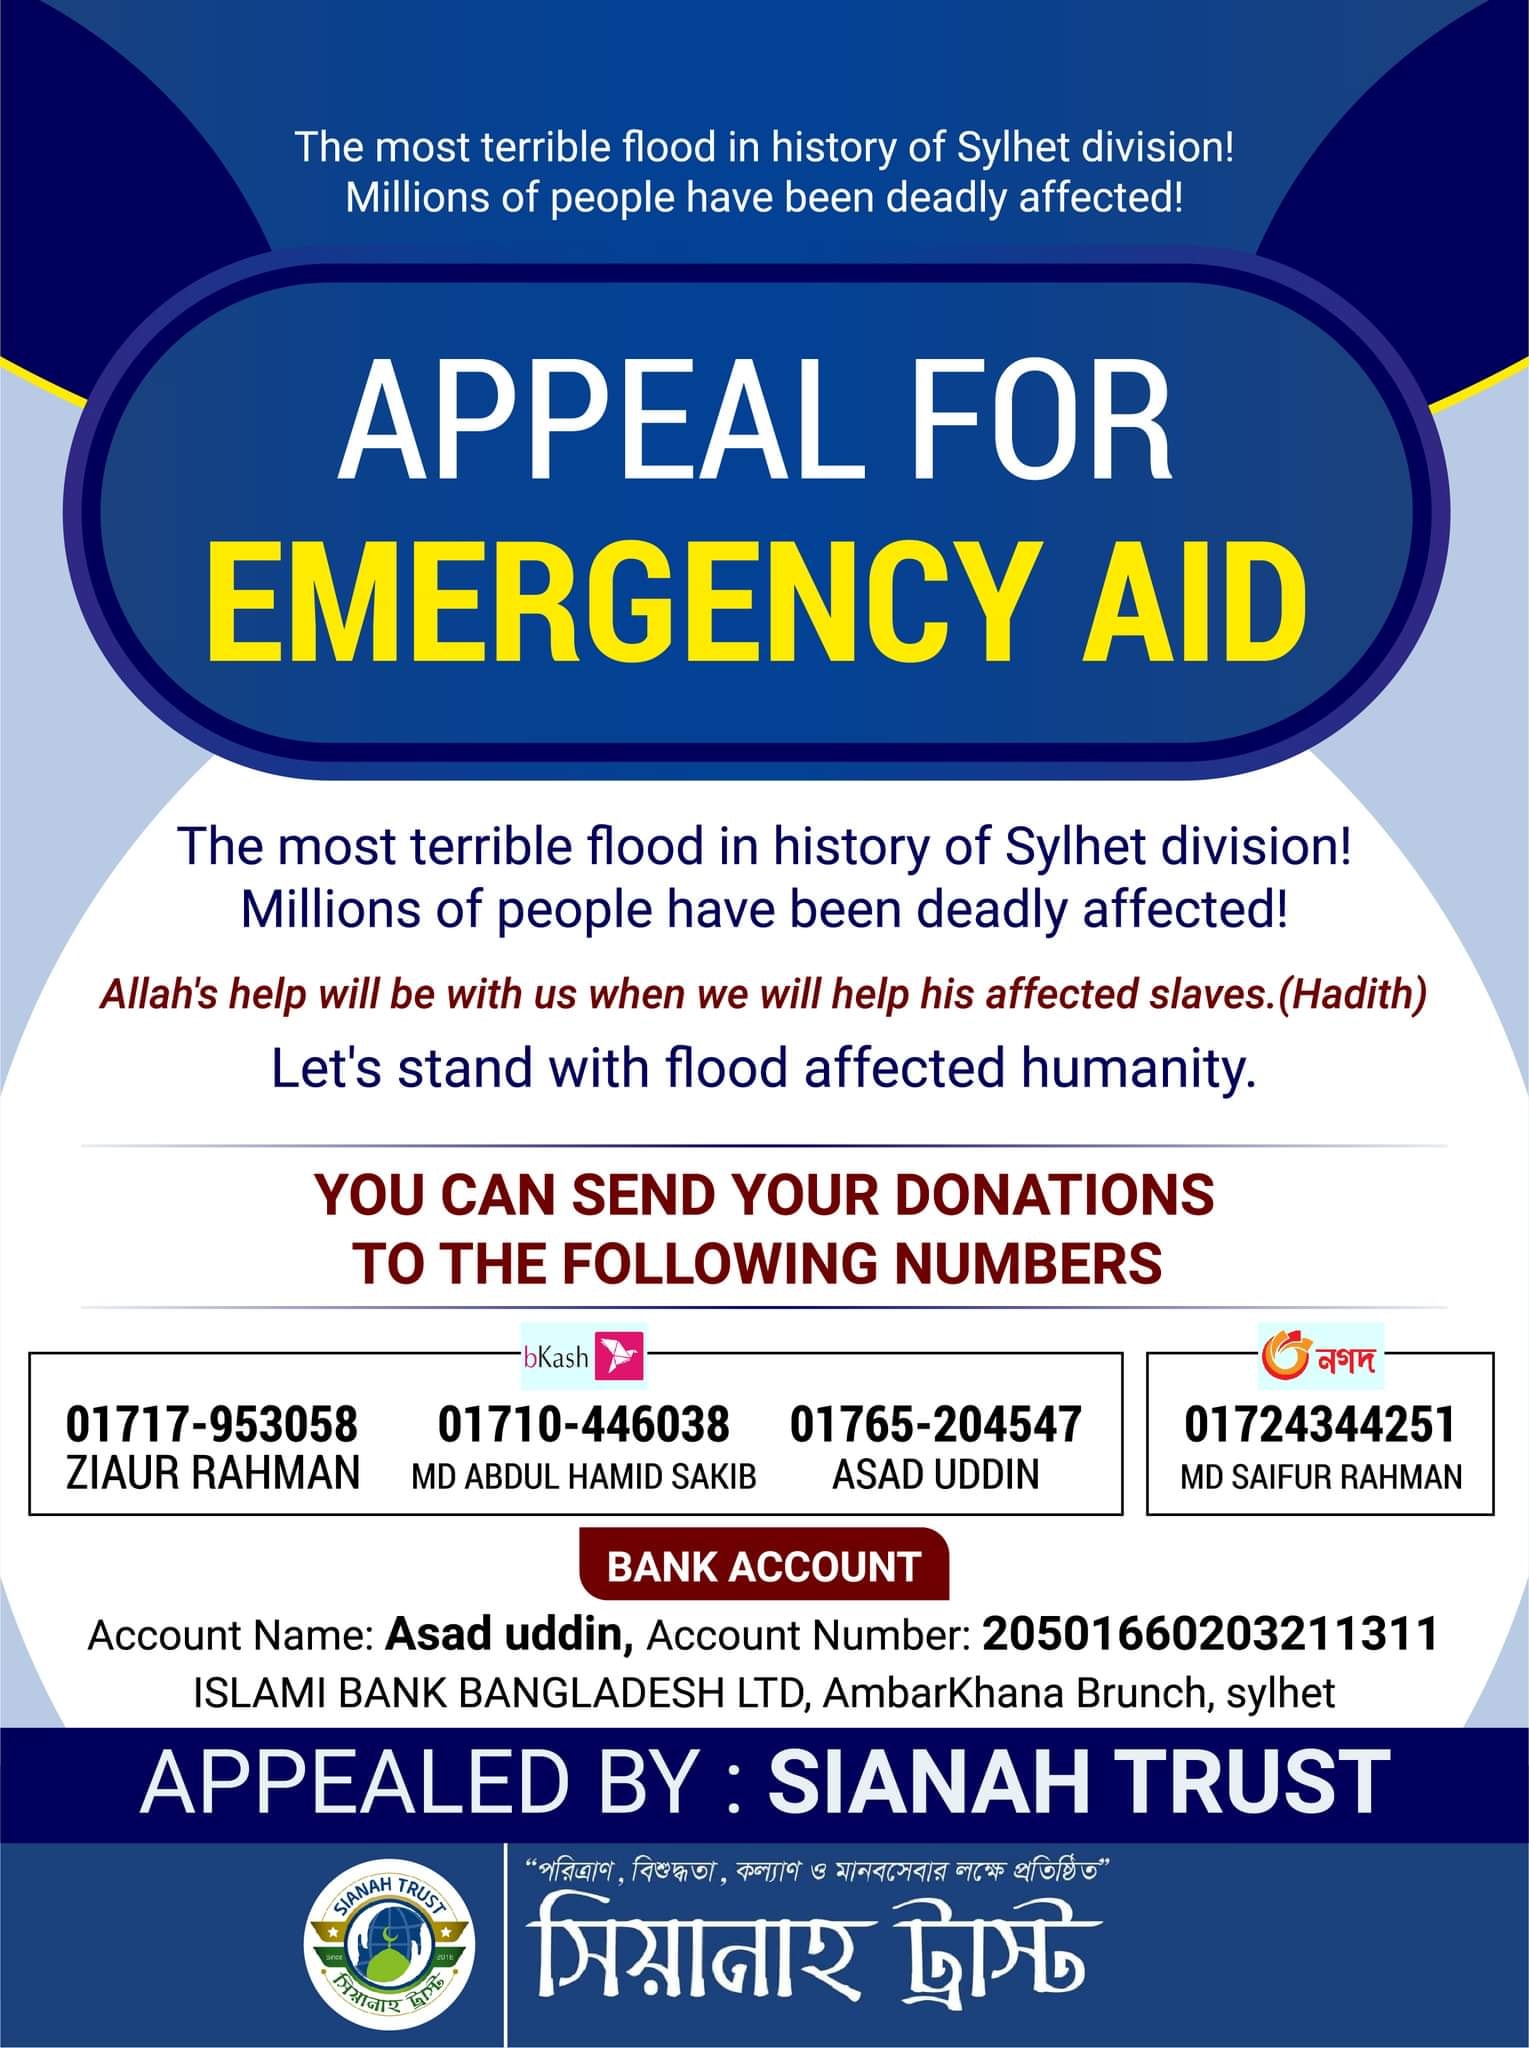 The most terrible flood in history of Sylhet division!
Millions of people have been deadly affected!
APPEAL FOR
EMERGENCY AID
The most terrible flood in history of Sylhet division!
Millions of people have been deadly affected!
Allah's help will be with us when we will help his affected slaves.(Hadith)
Let's stand with flood affected humanity.
YOU CAN SEND YOUR DONATIONS
TO THE FOLLOWING NUMBERS
bKash
01717-953058 01710-446038 01765-204547
ZIAUR RAHMAN MD ABDUL HAMID SAKIB ASAD UDDIN
নগদ
01724344251
MD SAIFUR RAHMAN
BANK ACCOUNT
Account Name: Asad uddin, Account Number: 20501660203211311
ISLAMI BANK BANGLADESH LTD, AmbarKhana Brunch, sylhet
APPEALED BY : SIANAH TRUST
SIANAH TRUST
Since 2016
সিয়ানাহ ট্রাস্ট
“পরিত্রাণ, বিশুদ্ধতা, কল্যাণ ও মানবসেবার লক্ষে প্রতিষ্ঠিত”
সিয়ানাহ ট্রাস্ট